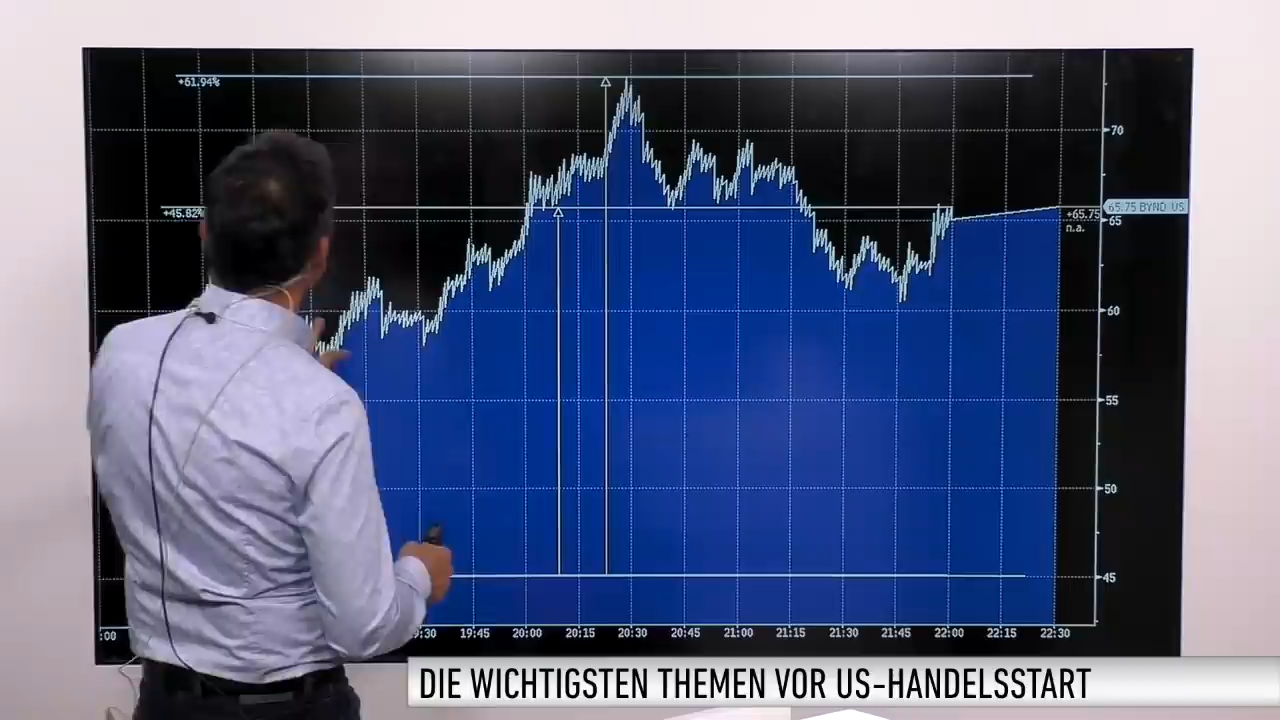 +61.94%
70
+45.82%
65.75 BYND US
+65.75
65
n.a.
60
55
50
45
:00
9:30 19:45 20:00 20:15 20:30 20:45 21:00 21:15 21:30 21:45 22:00 22:15 22:30
DIE WICHTIGSTEN THEMEN VOR US-HANDELSSTART